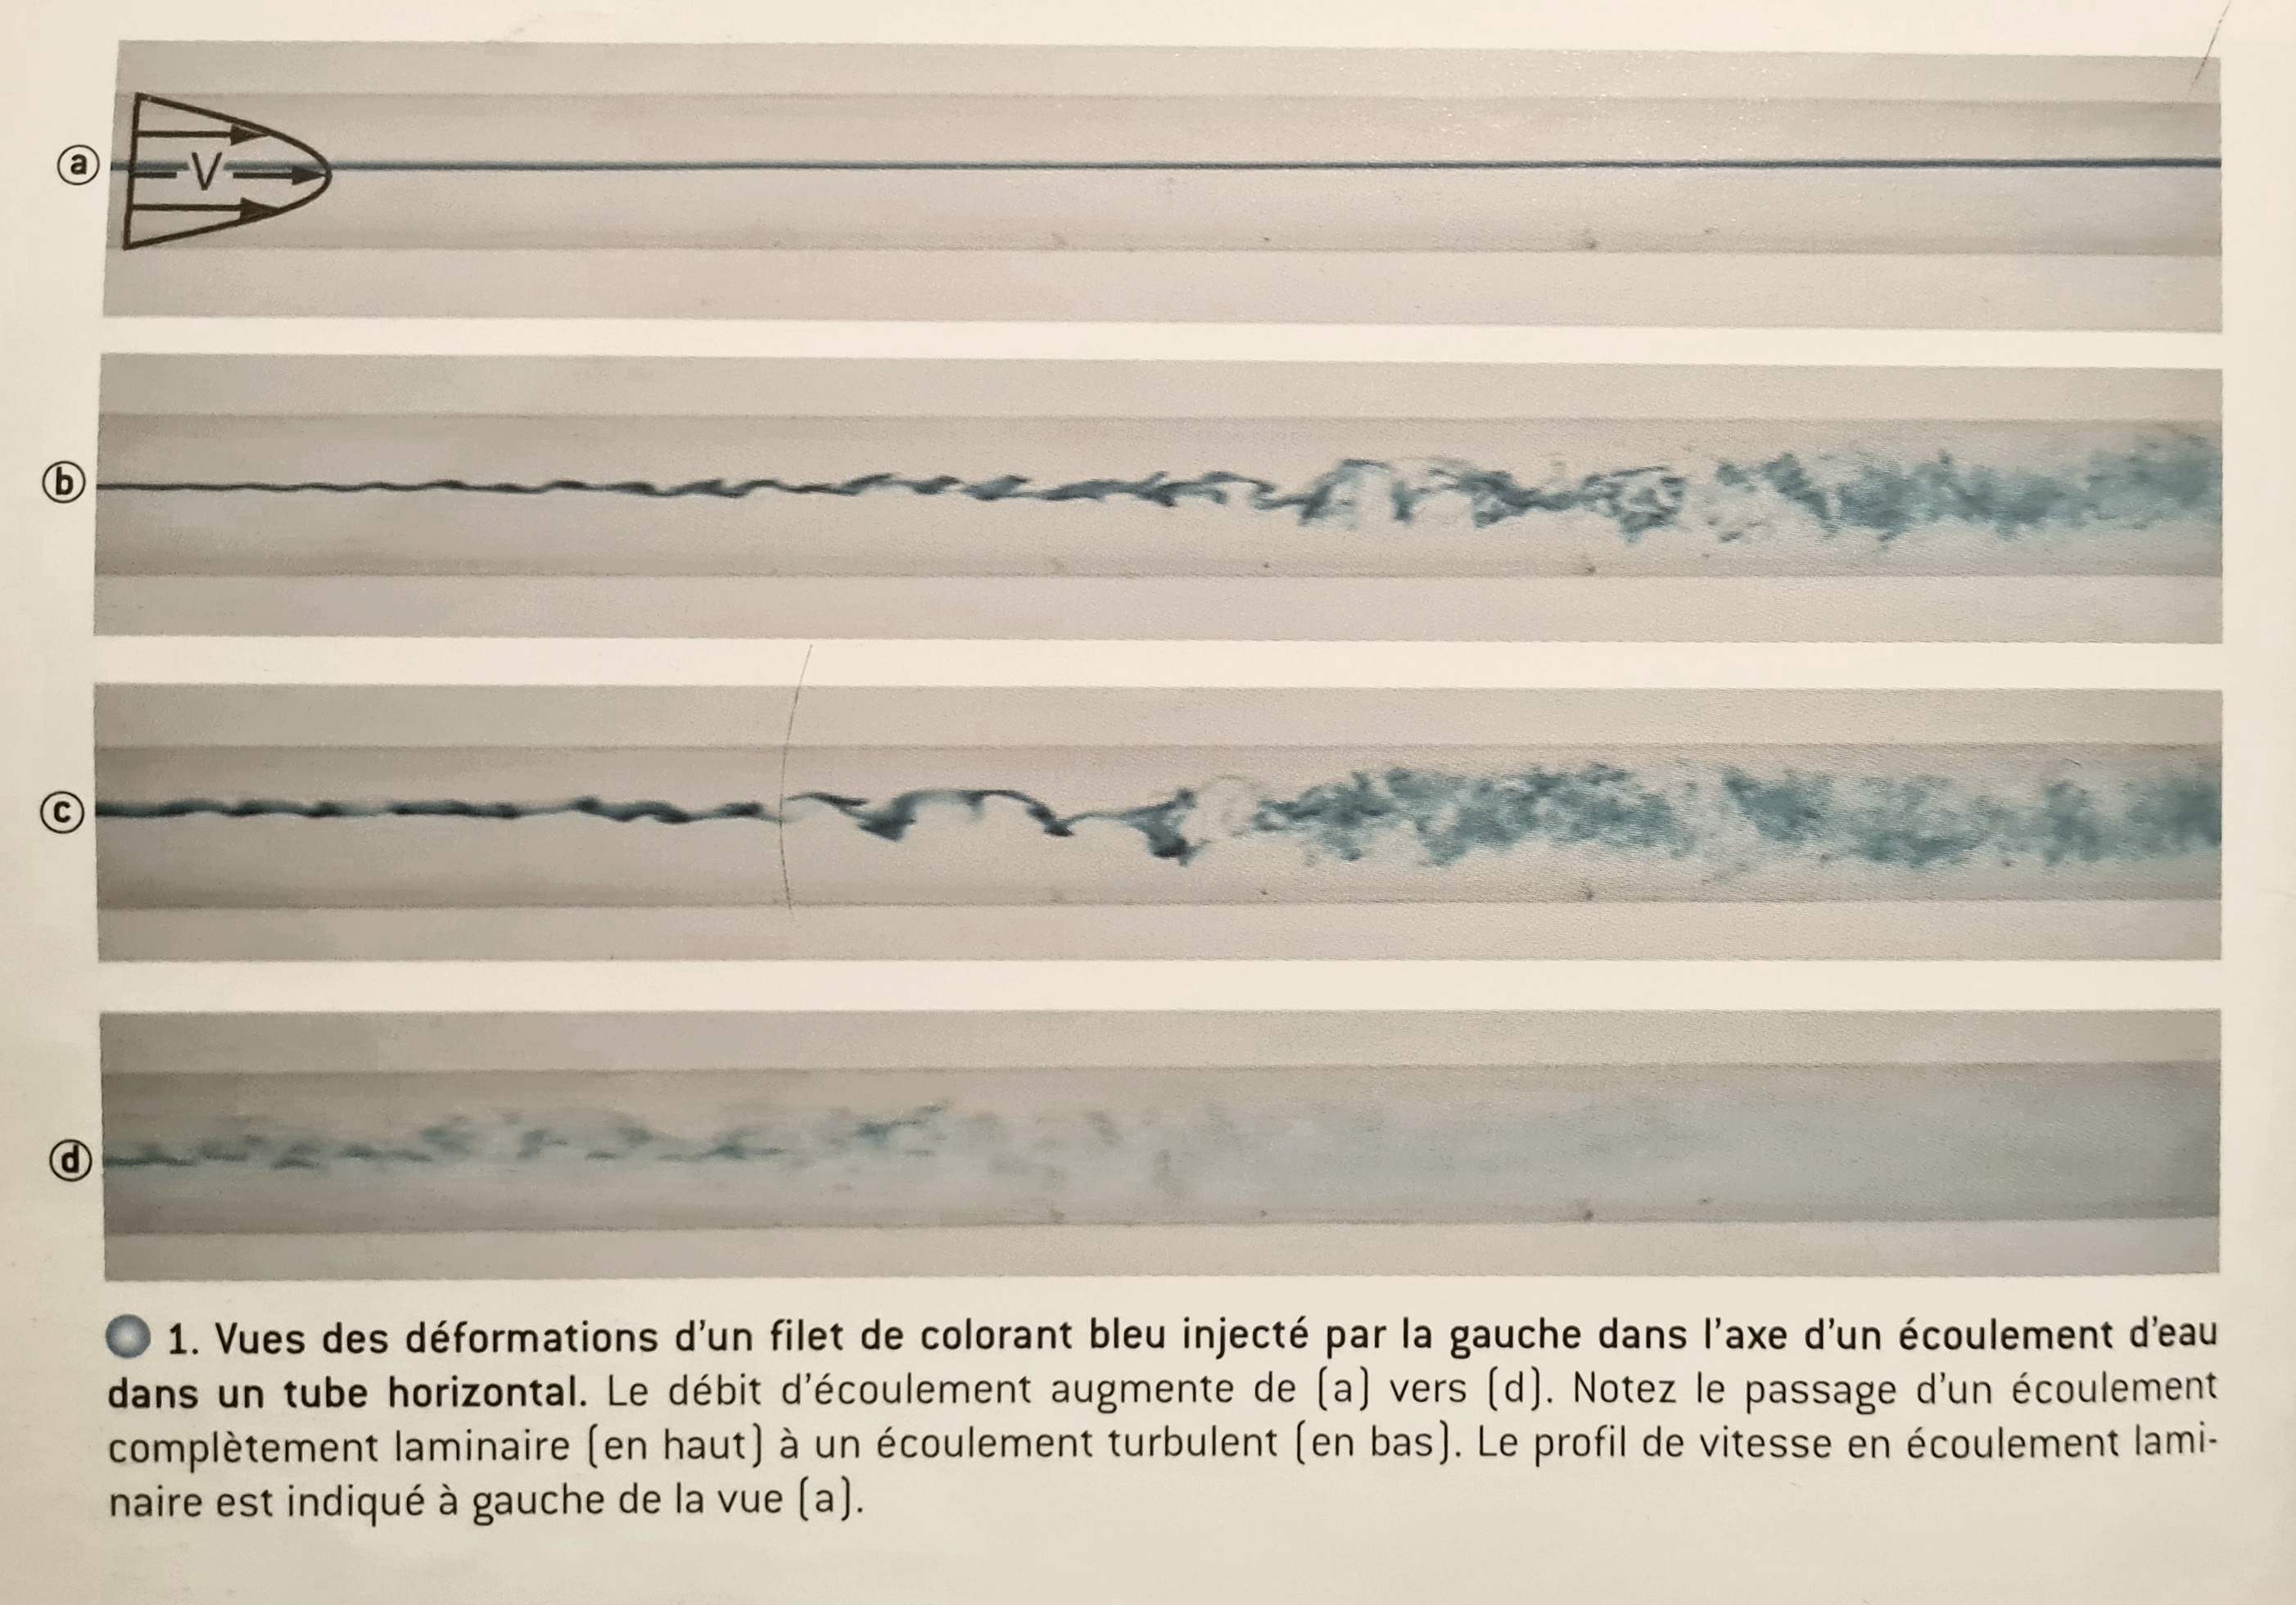 a
V
b
c
d
1. Vues des déformations d'un filet de colorant bleu injecté par la gauche dans l'axe d'un écoulement d'eau
dans un tube horizontal. Le débit d'écoulement augmente de (a) vers (d). Notez le passage d'un écoulement
complètement laminaire (en haut) à un écoulement turbulent (en bas). Le profil de vitesse en écoulement lami-
naire est indiqué à gauche de la vue (a).